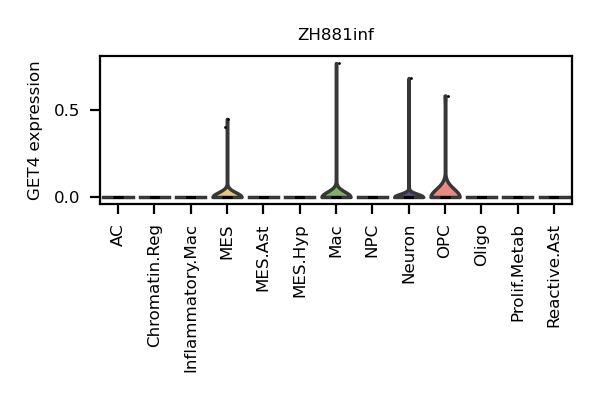 ZH881inf
GET4 expression
0.5
0.0
AC
Chromatin.Reg
Inflammatory.Mac
MES
MES.Ast
MES.Hyp
Mac
NPC
Neuron
OPC
Oligo
Prolif.Metab
Reactive.Ast